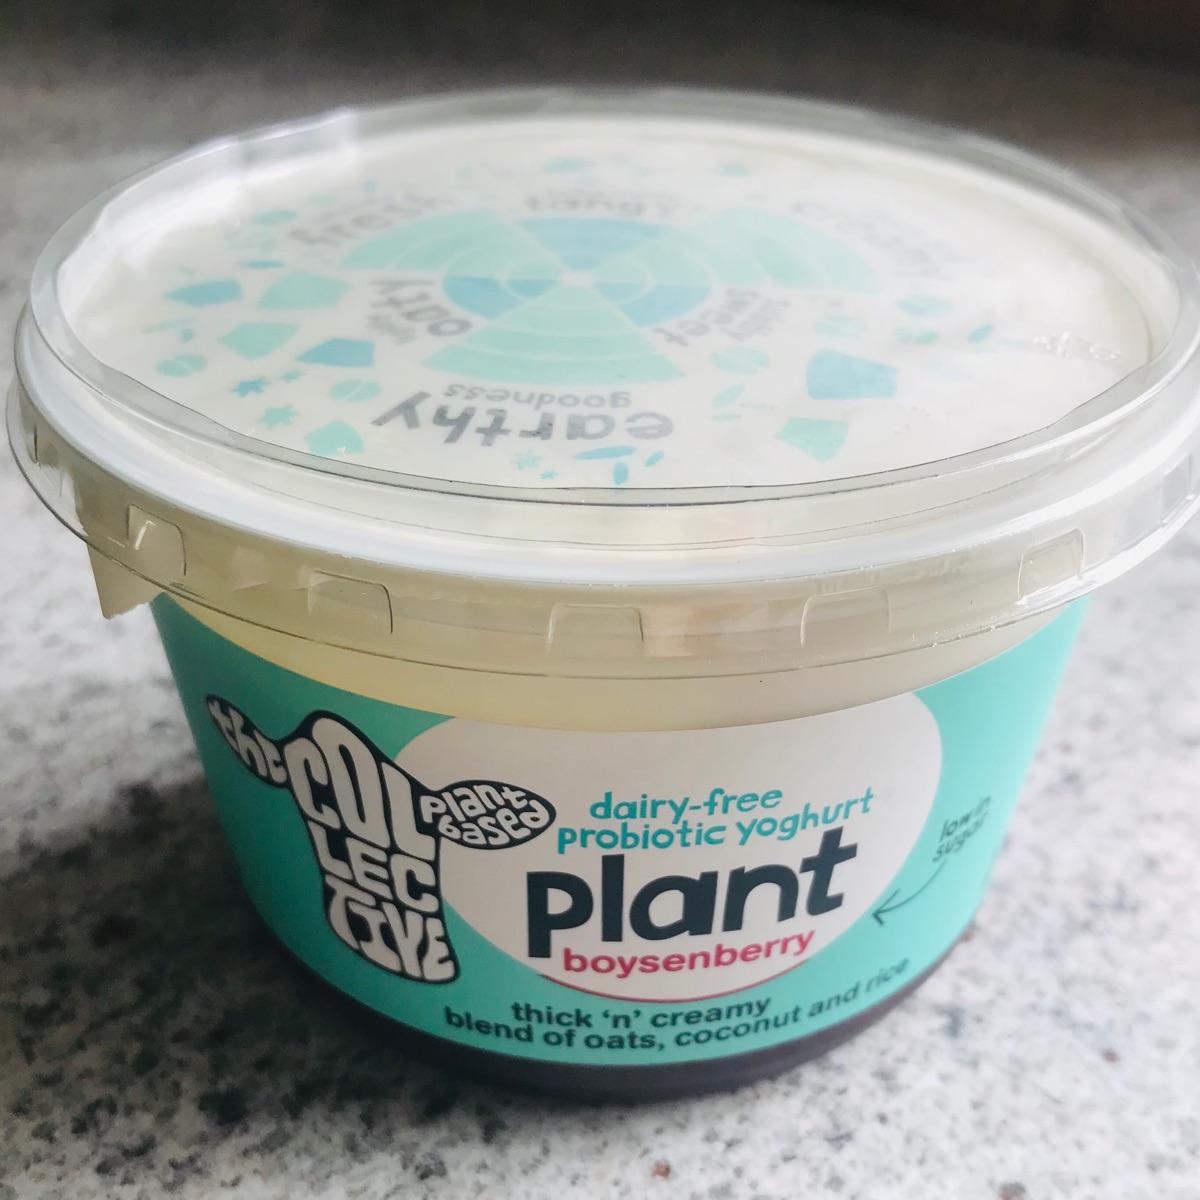 fresh
tangy
creamy
oaty
sweet
earthy
goodness
the
COL
LEC
TIVE
plant
based
dairy-free
probiotic yoghurt
plant
boysenberry
low in
sugar
thick ‘n’ creamy
blend of oats, coconut and rice